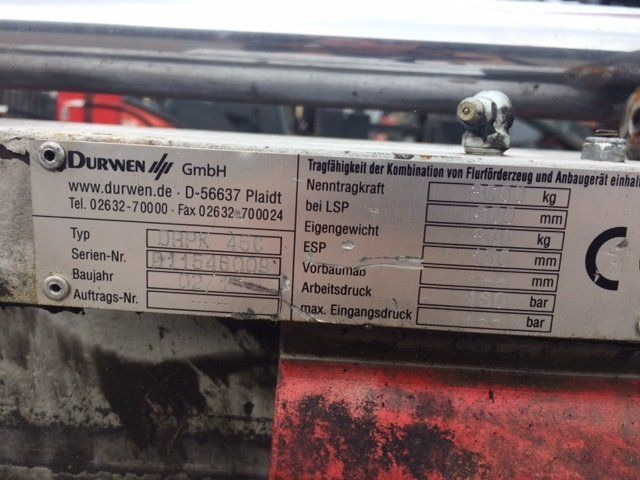 DURWEN GmbH
www.durwen.de · D-56637 Plaidt
Tel. 02632-70000 · Fax 02632-700024
Typ DRPK 45C
Serien-Nr.
Baujahr
Auftrags-Nr. -----
Tragfähigkeit der Kombination von Flurförderzeug und Anbaugerät einhal
Nenntragkraft kg
bei LSP mm
Eigengewicht kg
ESP mm
Vorbaumaß mm
Arbeitsdruck bar
max. Eingangsdruck bar
C